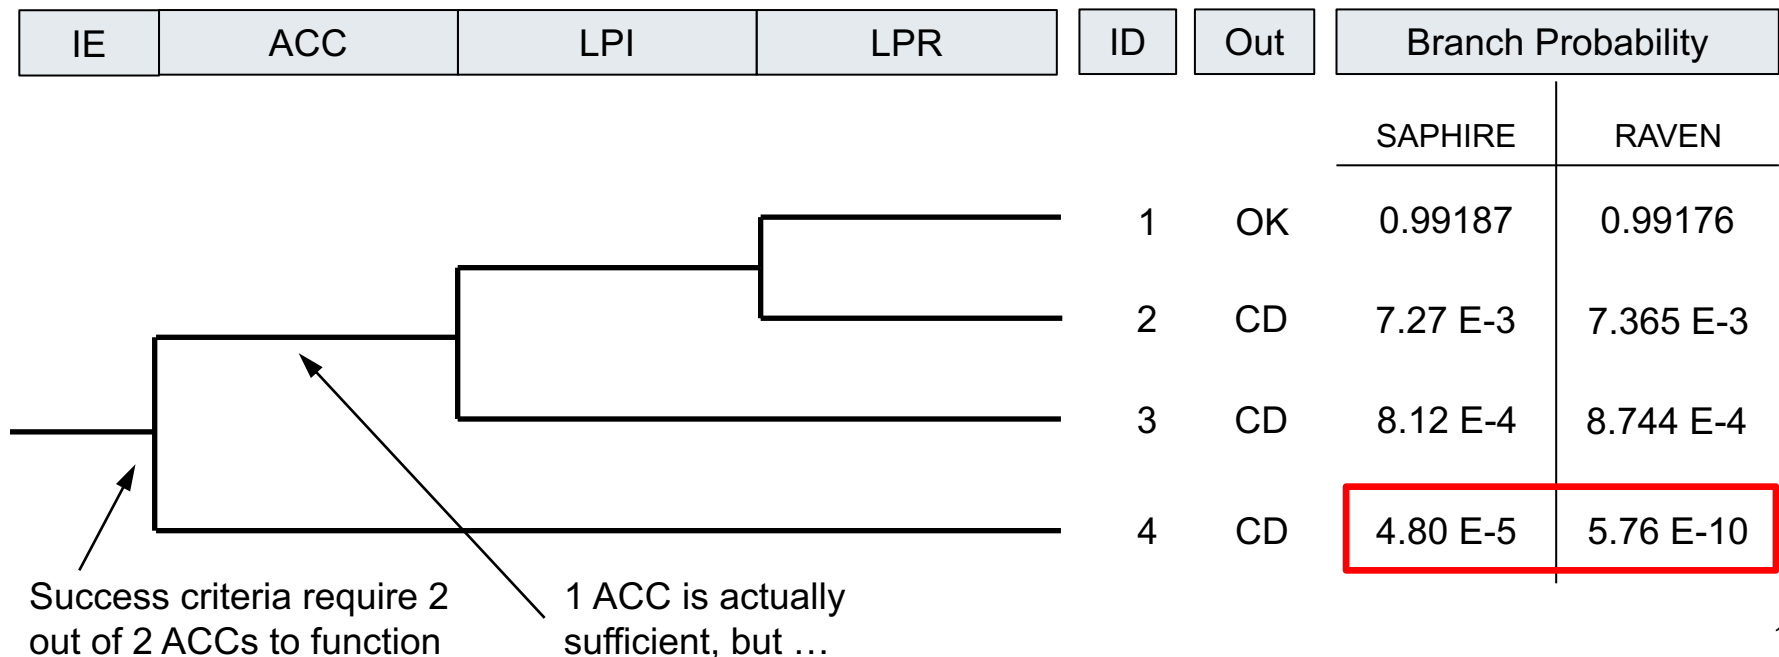 IE ACC LPI LPR ID Out Branch Probability
SAPHIRE RAVEN
1 OK 0.99187 0.99176
2 CD 7.27 E-3 7.365 E-3
3 CD 8.12 E-4 8.744 E-4
4 CD 4.80 E-5 5.76 E-10
Success criteria require 2
out of 2 ACCs to function
1 ACC is actually
sufficient, but …